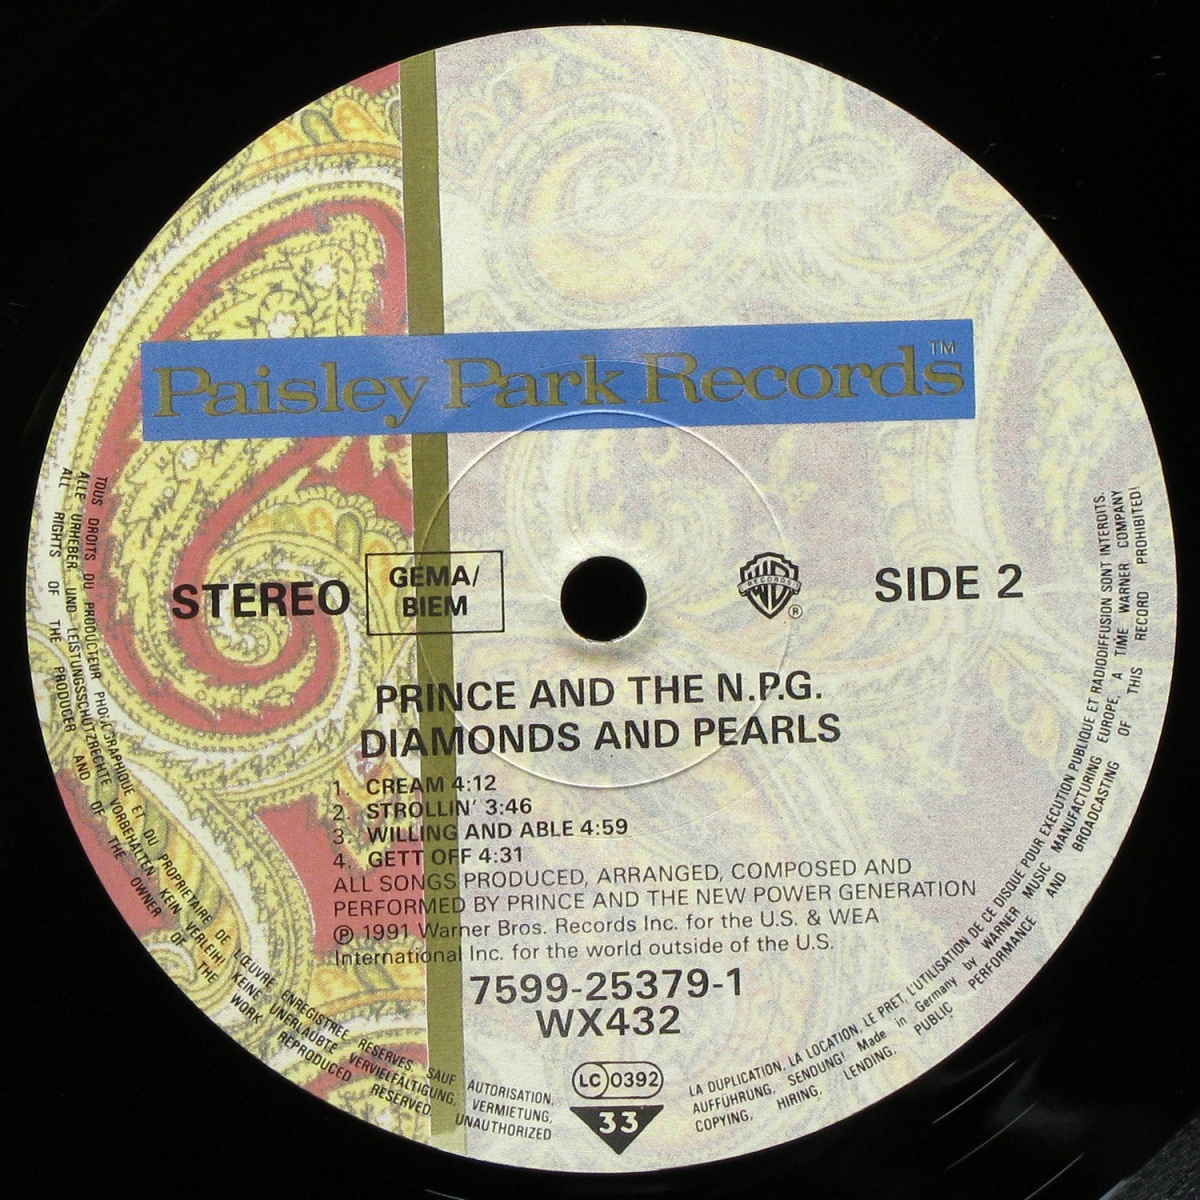 Paisley Park Records™
STEREO
GEMA/
BIEM
W RECORDS ®
SIDE 2
PRINCE AND THE N.P.G.
DIAMONDS AND PEARLS
1. CREAM 4:12
2. STROLLIN' 3:46
3. WILLING AND ABLE 4:59
4. GETT OFF 4:31
ALL SONGS PRODUCED, ARRANGED, COMPOSED AND
PERFORMED BY PRINCE AND THE NEW POWER GENERATION
℗ 1991 Warner Bros. Records Inc. for the U.S. & WEA
International Inc. for the world outside of the U.S.
7599-25379-1
WX432
LC 0392
33
TOUS DROITS DU PRODUCTEUR PHONOGRAPHIQUE ET DU PROPRIETAIRE DE L'ŒUVRE ENREGISTREE RESERVES. SAUF AUTORISATION, LA DUPLICATION, LA LOCATION, LE PRET, L'UTILISATION DE CE DISQUE POUR EXECUTION PUBLIQUE ET RADIODIFFUSION SONT INTERDITS.
ALLE URHEBER- UND LEISTUNGSSCHUTZRECHTE VORBEHALTEN. KEIN VERLEIH! KEINE UNERLAUBTE VERVIELFÄLTIGUNG, VERMIETUNG, AUFFÜHRUNG, SENDUNG! Made in Germany by WARNER MUSIC MANUFACTURING EUROPE, A TIME WARNER COMPANY
ALL RIGHTS OF THE PRODUCER AND OF THE OWNER OF THE WORK REPRODUCED RESERVED. UNAUTHORIZED COPYING, HIRING, LENDING, PUBLIC PERFORMANCE AND BROADCASTING OF THIS RECORD PROHIBITED!